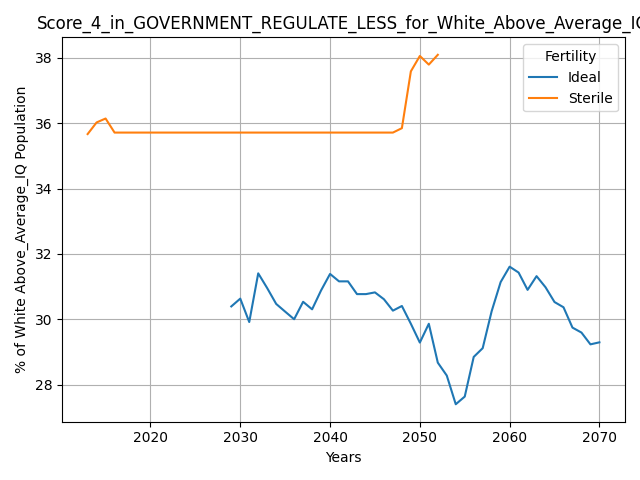 Score_4_in_GOVERNMENT_REGULATE_LESS_for_White_Above_Average_IQ
Fertility
Ideal
Sterile
% of White Above_Average_IQ Population
38
36
34
32
30
28
2020
2030
2040
2050
2060
2070
Years